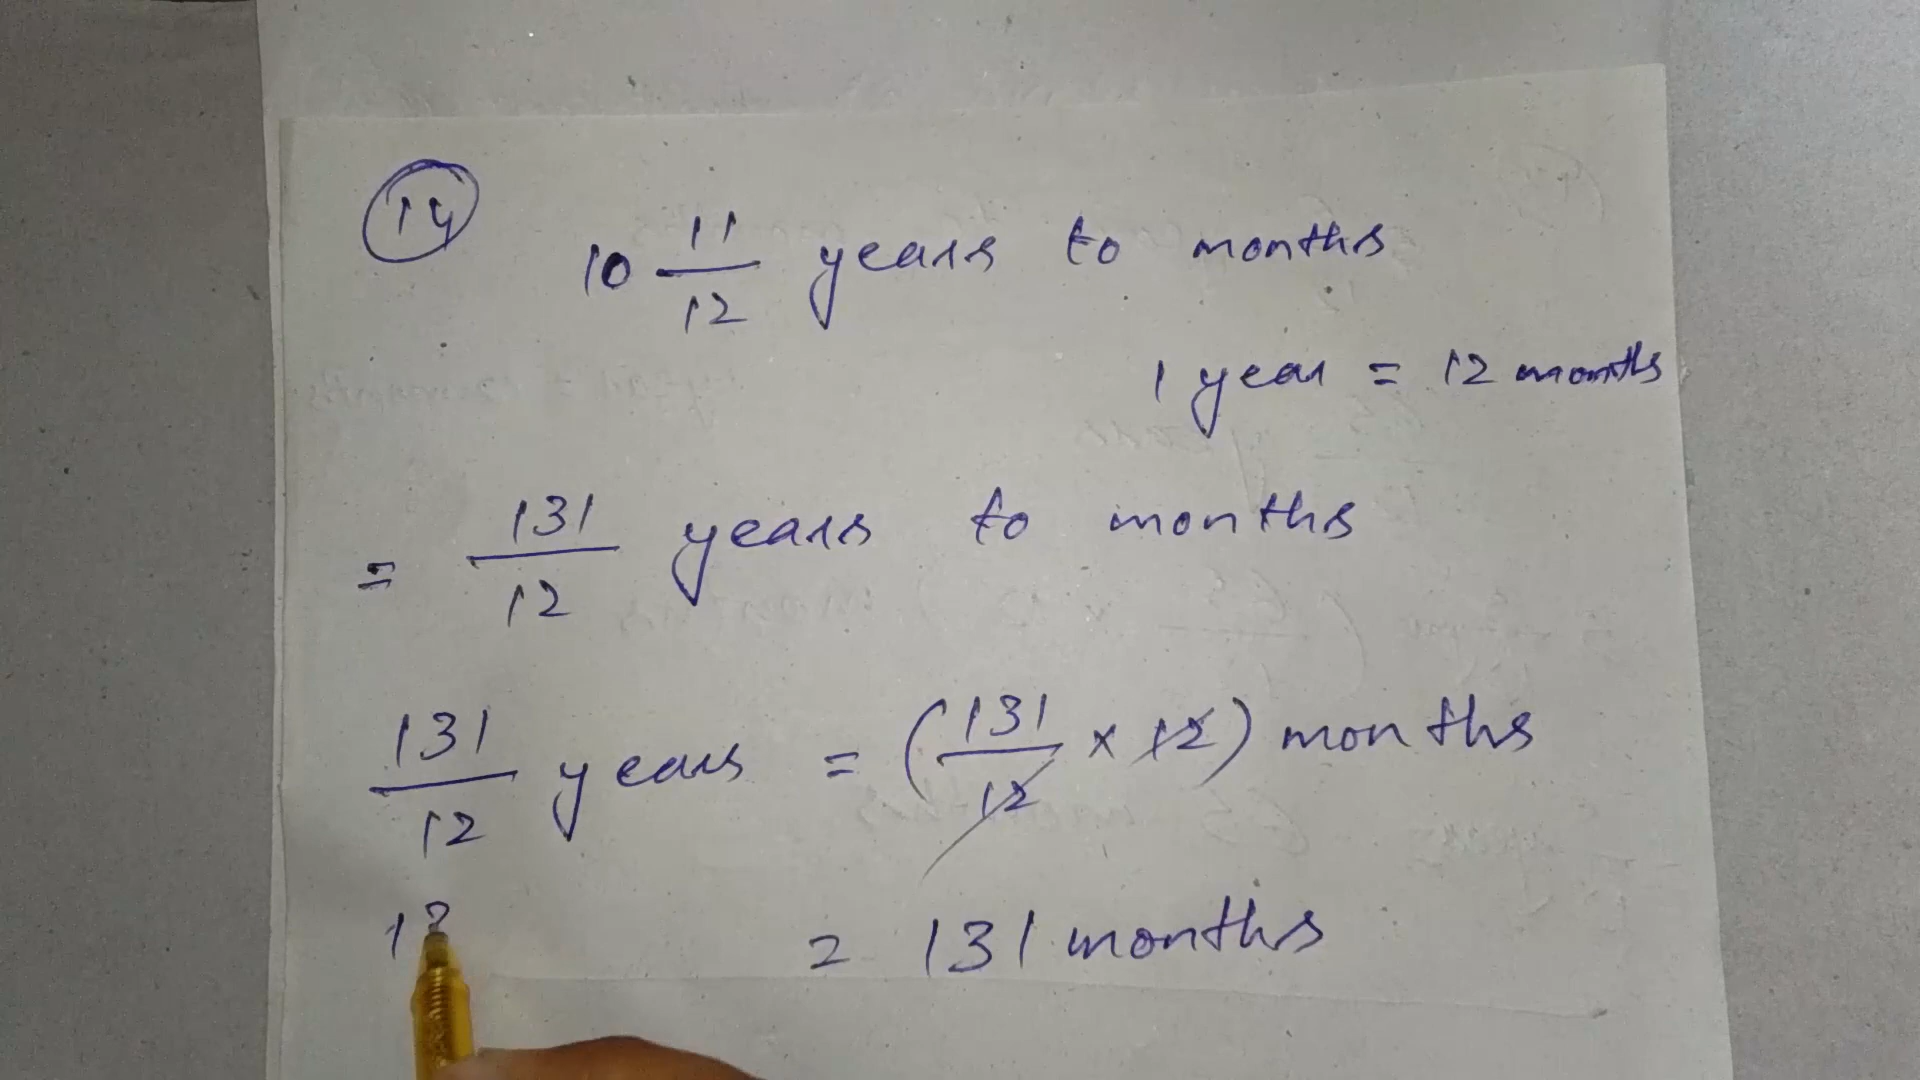 14
10 11/12 years to months
1 year = 12 months
= 131/12 years to months
131/12 years = (131/12 x 12) months
= 131 months